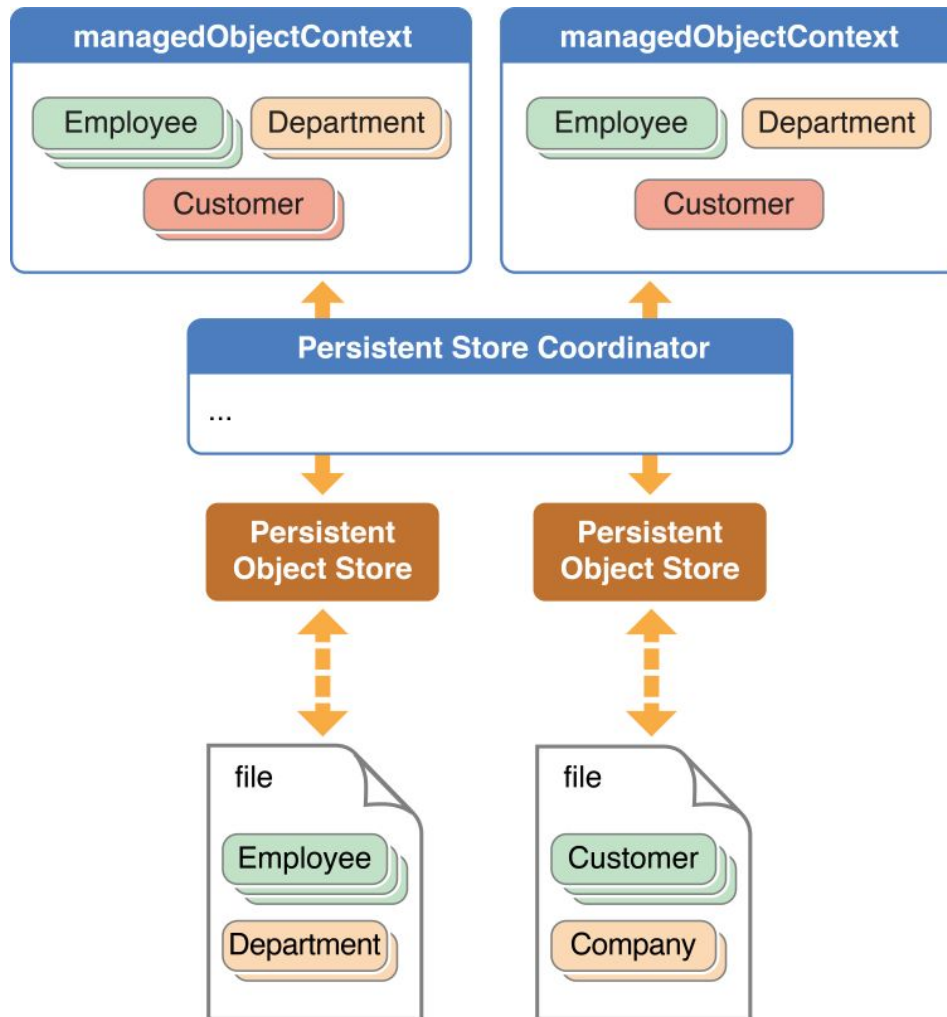 managedObjectContext
Employee
Department
Customer
managedObjectContext
Employee
Department
Customer
Persistent Store Coordinator
...
Persistent
Object Store
Persistent
Object Store
file
Employee
Department
file
Customer
Company